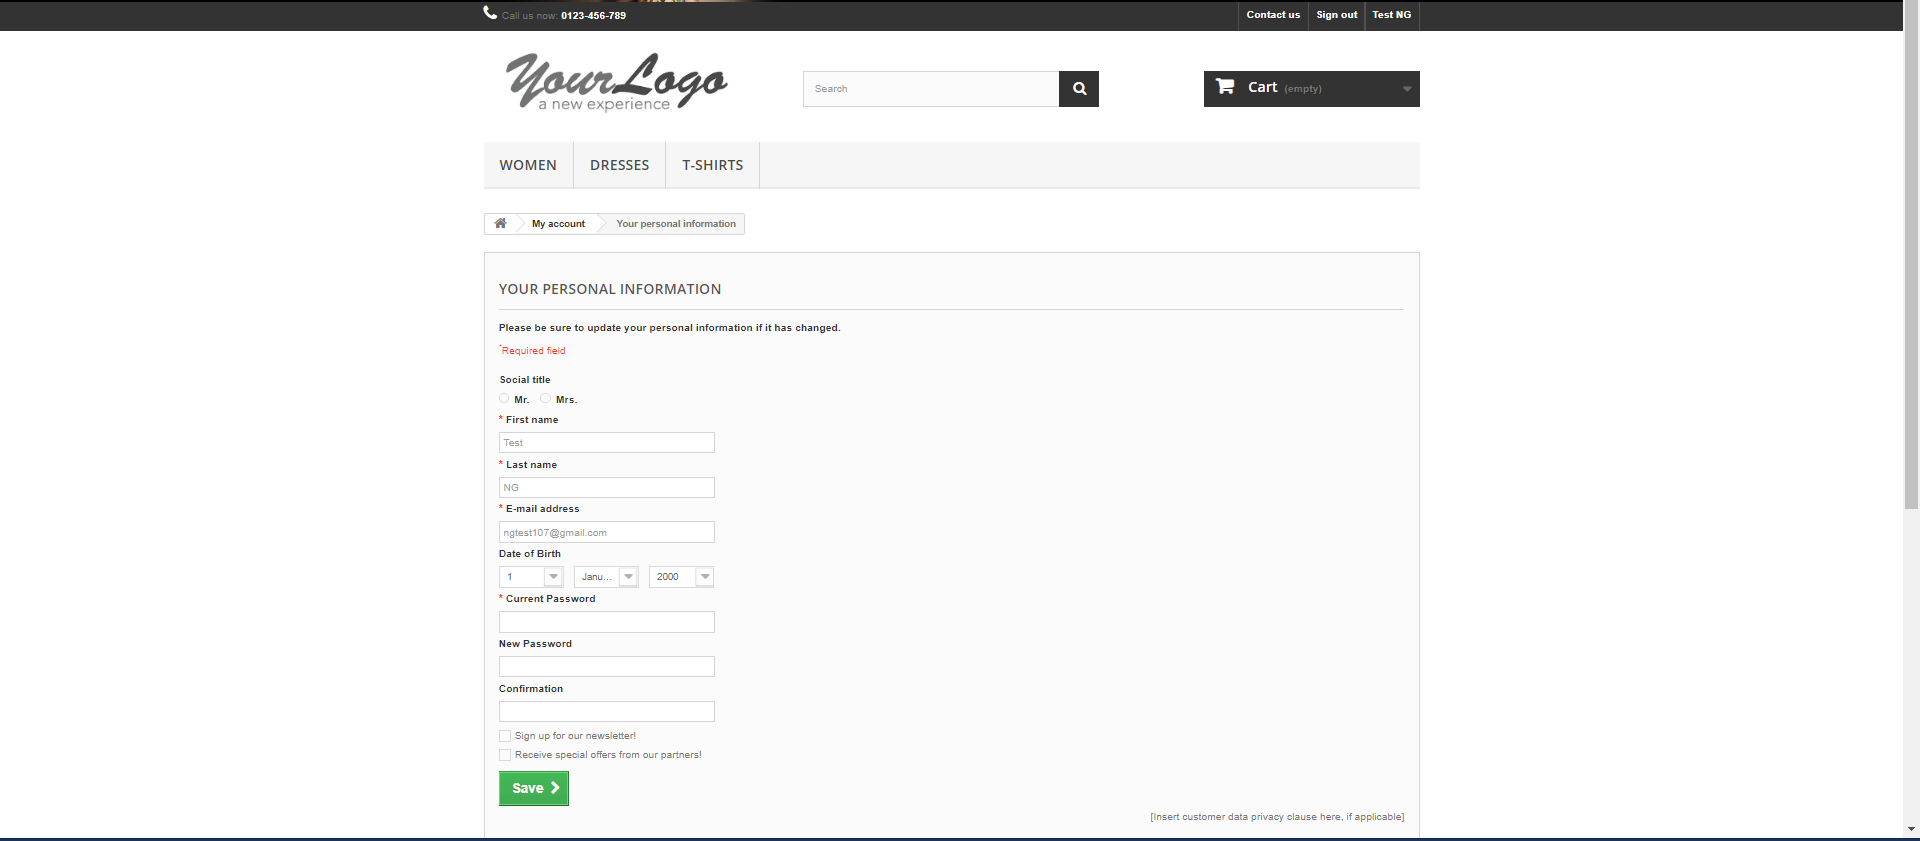 Call us now: 0123-456-789
Contact us
Sign out
Test NG
YourLogo
a new experience
Search
Cart (empty)
WOMEN
DRESSES
T-SHIRTS
My account
Your personal information
YOUR PERSONAL INFORMATION
Please be sure to update your personal information if it has changed.
*Required field
Social title
Mr. Mrs.
* First name
Test
* Last name
NG
* E-mail address
ngtest107@gmail.com
Date of Birth
1 Janu... 2000
* Current Password
New Password
Confirmation
Sign up for our newsletter!
Receive special offers from our partners!
Save
[Insert customer data privacy clause here, if applicable]